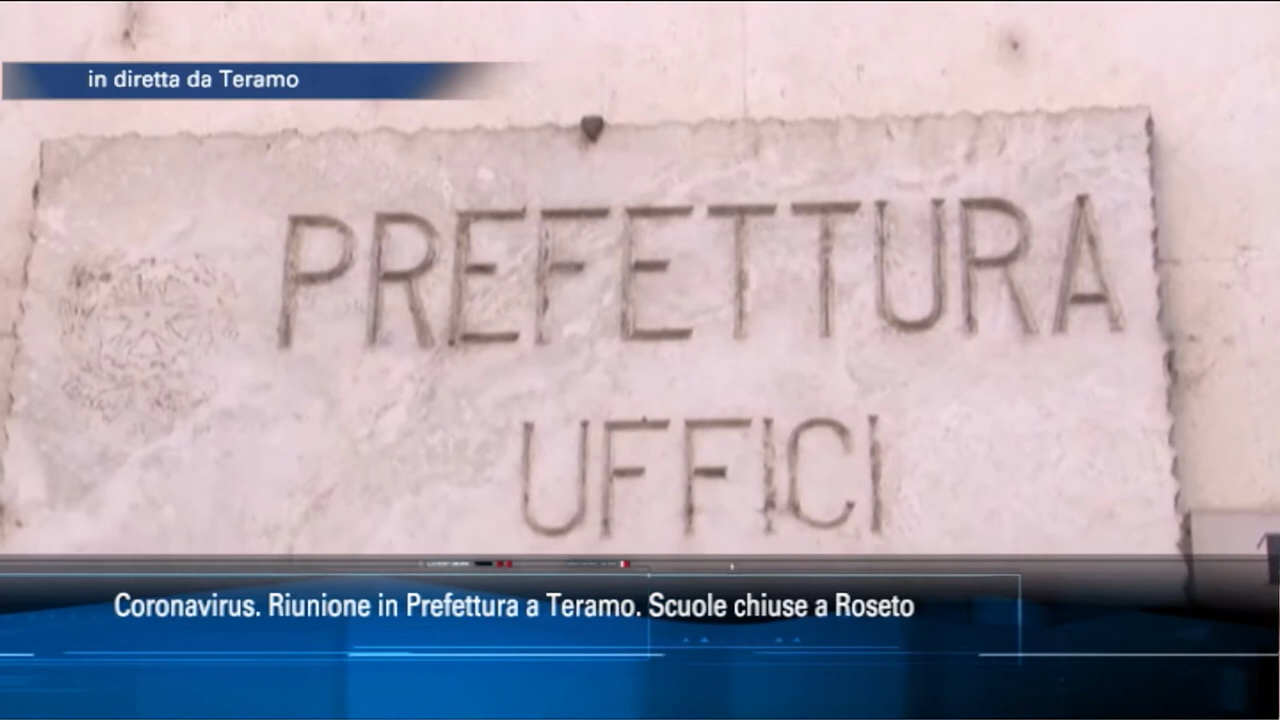 in diretta da Teramo
PREFETTURA
UFFICI
Coronavirus. Riunione in Prefettura a Teramo. Scuole chiuse a Roseto